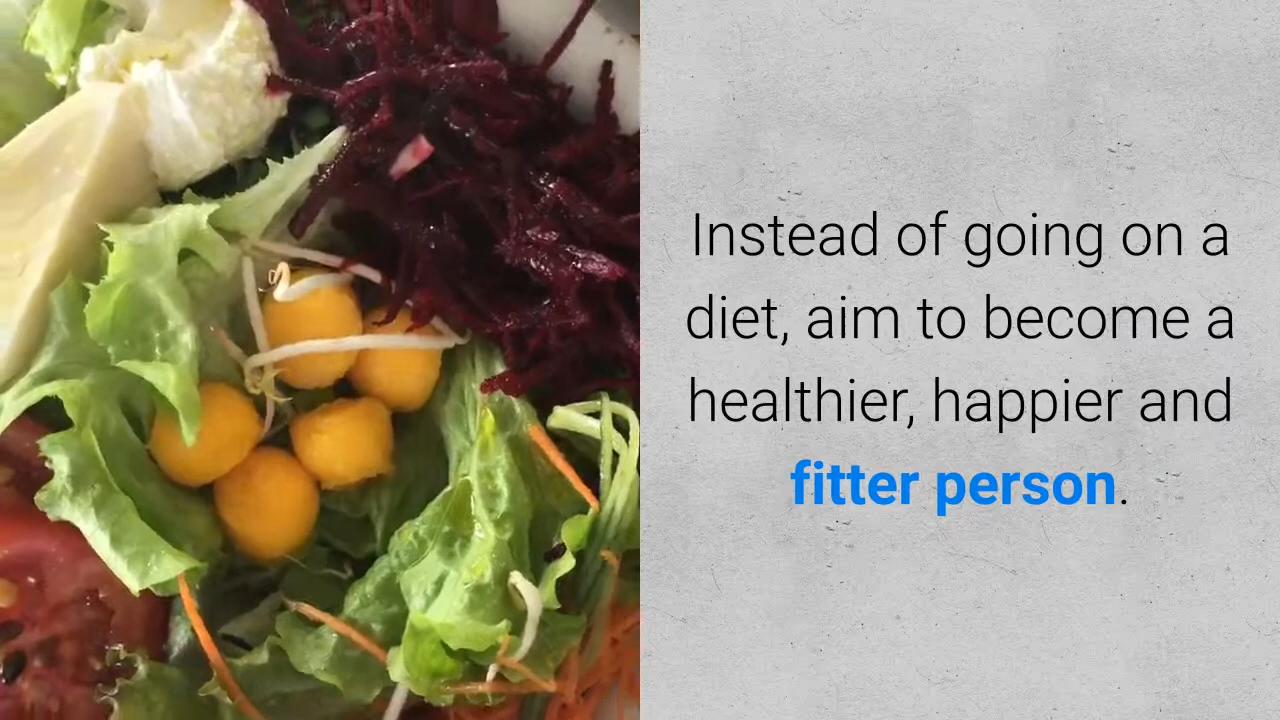 Instead of going on a
diet, aim to become a
healthier, happier and
fitter person.